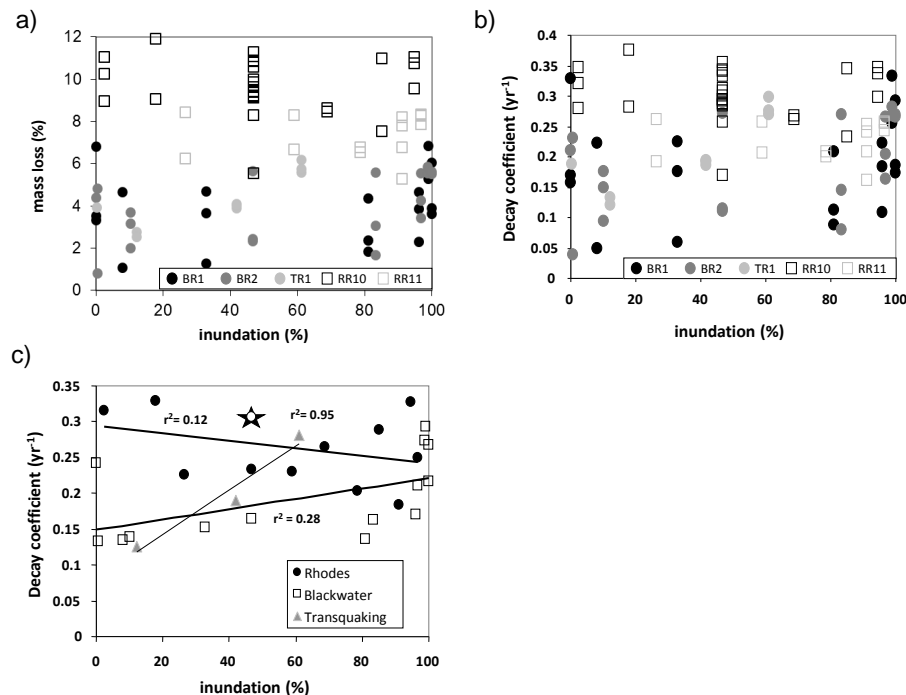 a)
12
10
8
6
4
2
0
mass loss (%)
BR1 BR2 TR1 RR10 RR11
0 20 40 60 80 100
inundation (%)
b)
0.4
0.35
0.3
0.25
0.2
0.15
0.1
0.05
0
Decay coefficient (yr-1)
BR1 BR2 TR1 RR10 RR11
0 20 40 60 80 100
inundation (%)
c)
0.35
0.3
0.25
0.2
0.15
0.1
0.05
0
Decay coefficient (yr-1)
r2= 0.12
r2= 0.95
r2= 0.28
Rhodes
Blackwater
Transquaking
0 20 40 60 80 100
inundation (%)